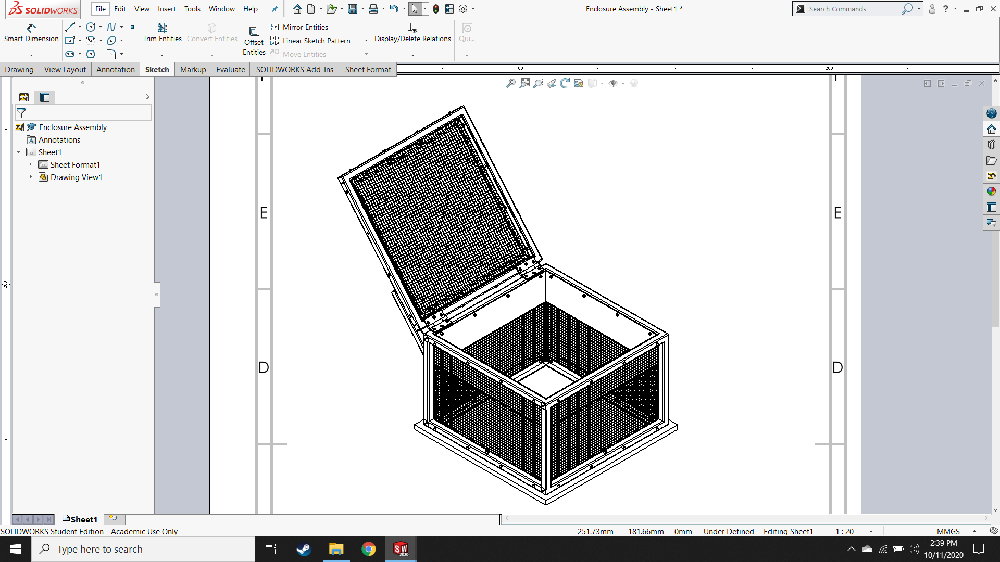 SOLIDWORKS File Edit View Insert Tools Window Help Enclosure Assembly - Sheet1 * Search Commands ?
Smart Dimension
Trim Entities
Convert Entities
Offset Entities
Mirror Entities
Linear Sketch Pattern
Move Entities
Display/Delete Relations
Qui...
Drawing View Layout Annotation Sketch Markup Evaluate SOLIDWORKS Add-Ins Sheet Format
100 200
Enclosure Assembly
Annotations
Sheet1
Sheet Format1
Drawing View1
F F
E E
200
D D
Sheet1
SOLIDWORKS Student Edition - Academic Use Only 251.73mm 181.66mm 0mm Under Defined Editing Sheet1 1 : 20 MMGS
Type here to search SW 2020 2:39 PM
10/11/2020